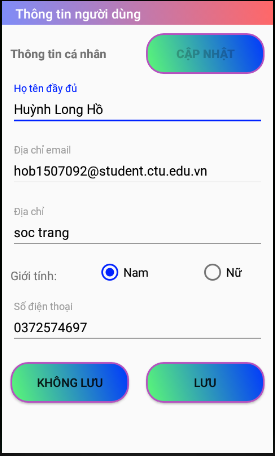 Thông tin người dùng
Thông tin cá nhân
CẬP NHẬT
Họ tên đầy đủ
Huỳnh Long Hồ
Địa chỉ email
hob1507092@student.ctu.edu.vn
Địa chỉ
soc trang
Giới tính: Nam Nữ
Số điện thoại
0372574697
KHÔNG LƯU LƯU